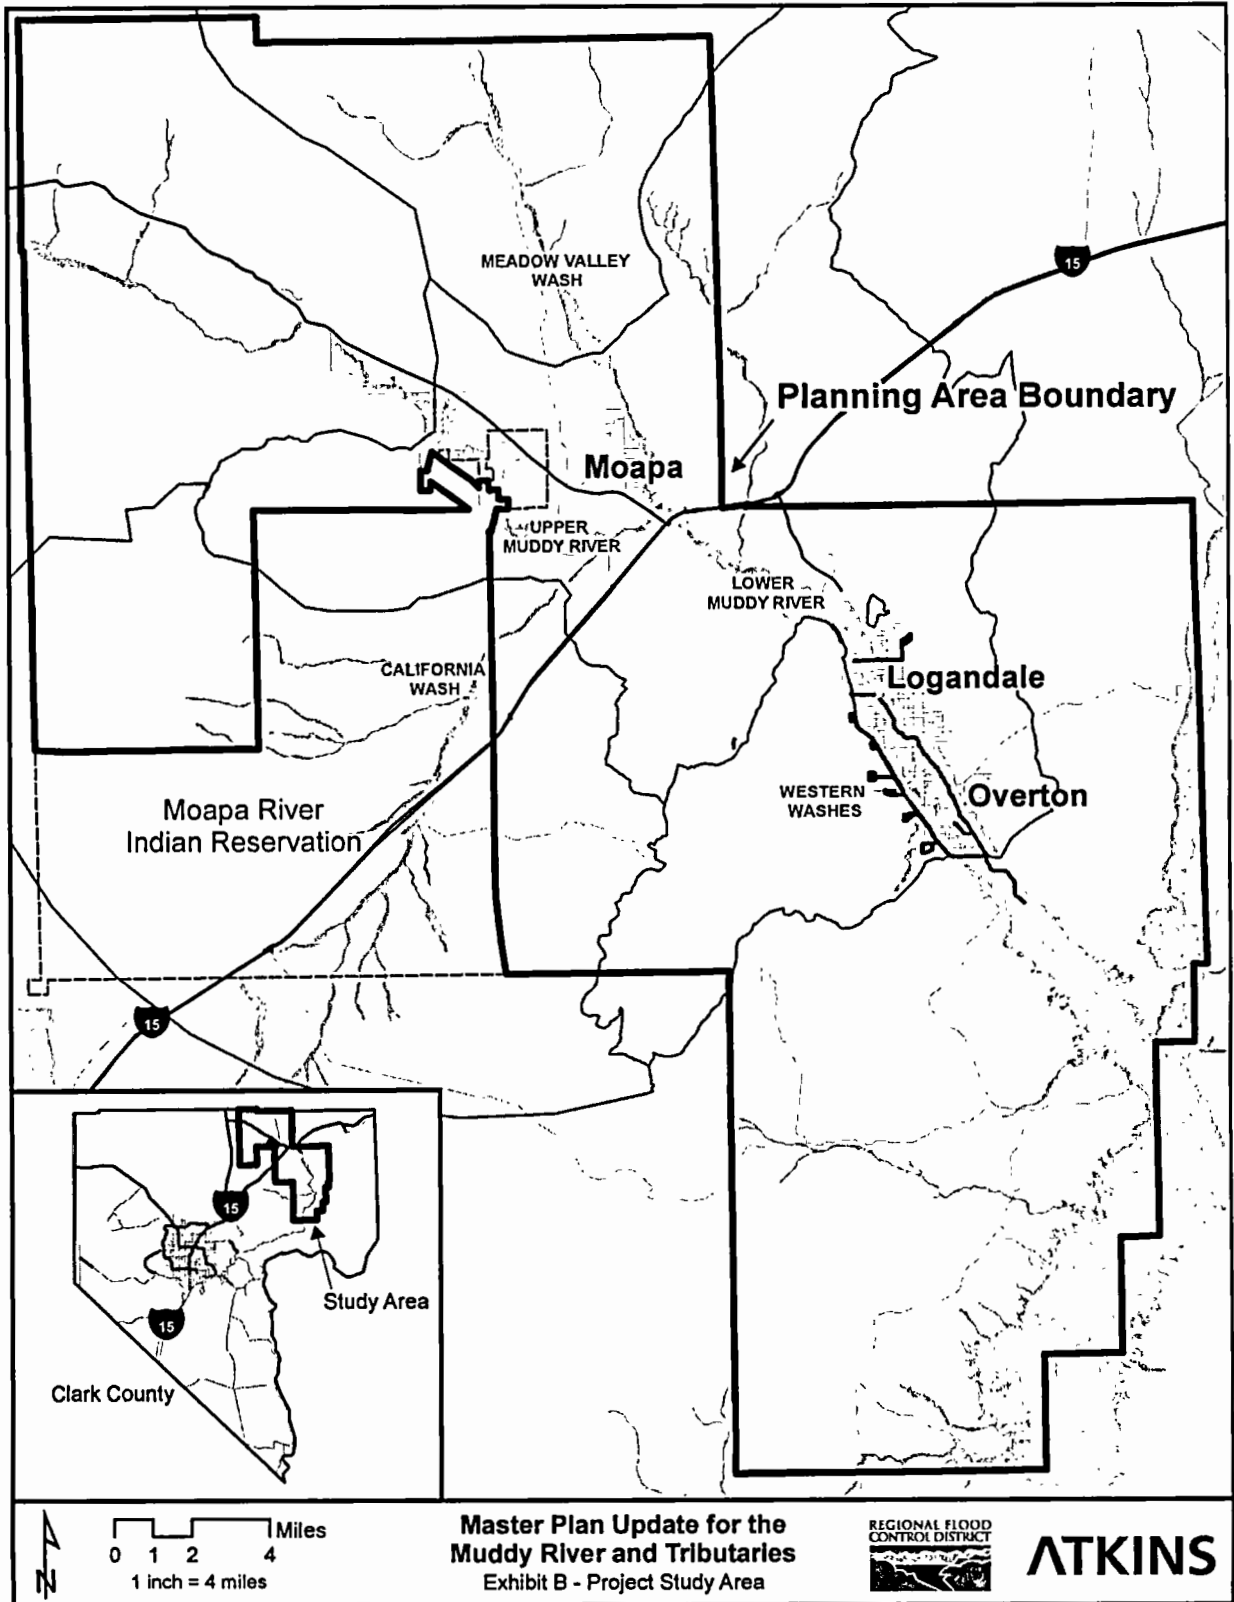 MEADOW VALLEY
WASH
15
Planning Area Boundary
Moapa
UPPER
MUDDY RIVER
LOWER
MUDDY RIVER
CALIFORNIA
WASH
Logandale
WESTERN
WASHES
Overton
Moapa River
Indian Reservation
15
15
Study Area
15
Clark County
N
Miles
0 1 2 4
1 inch = 4 miles
Master Plan Update for the
Muddy River and Tributaries
Exhibit B - Project Study Area
REGIONAL FLOOD
CONTROL DISTRICT
ATKINS